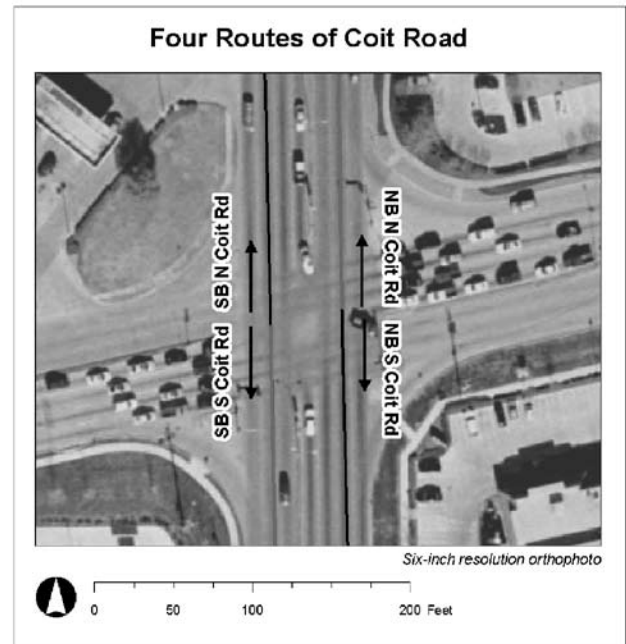 Four Routes of Coit Road
SB N Coit Rd
NB N Coit Rd
SB S Coit Rd
NB S Coit Rd
Six-inch resolution orthophoto
0 50 100 200 Feet